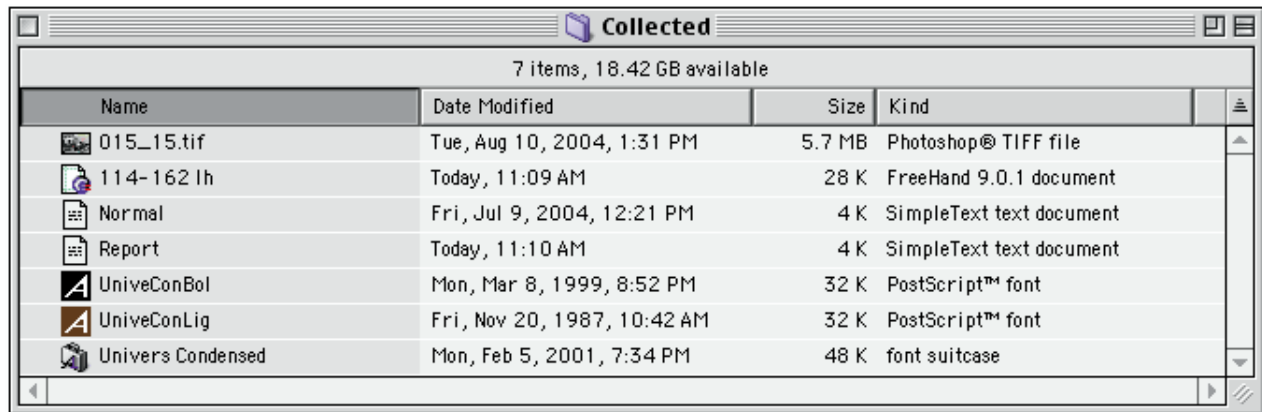 Collected
7 items, 18.42 GB available
Name Date Modified Size Kind
015_15.tif Tue, Aug 10, 2004, 1:31 PM 5.7 MB Photoshop® TIFF file
114-162 lh Today, 11:09 AM 28 K FreeHand 9.0.1 document
Normal Fri, Jul 9, 2004, 12:21 PM 4 K SimpleText text document
Report Today, 11:10 AM 4 K SimpleText text document
UniveConBol Mon, Mar 8, 1999, 8:52 PM 32 K PostScript™ font
UniveConLig Fri, Nov 20, 1987, 10:42 AM 32 K PostScript™ font
Univers Condensed Mon, Feb 5, 2001, 7:34 PM 48 K font suitcase